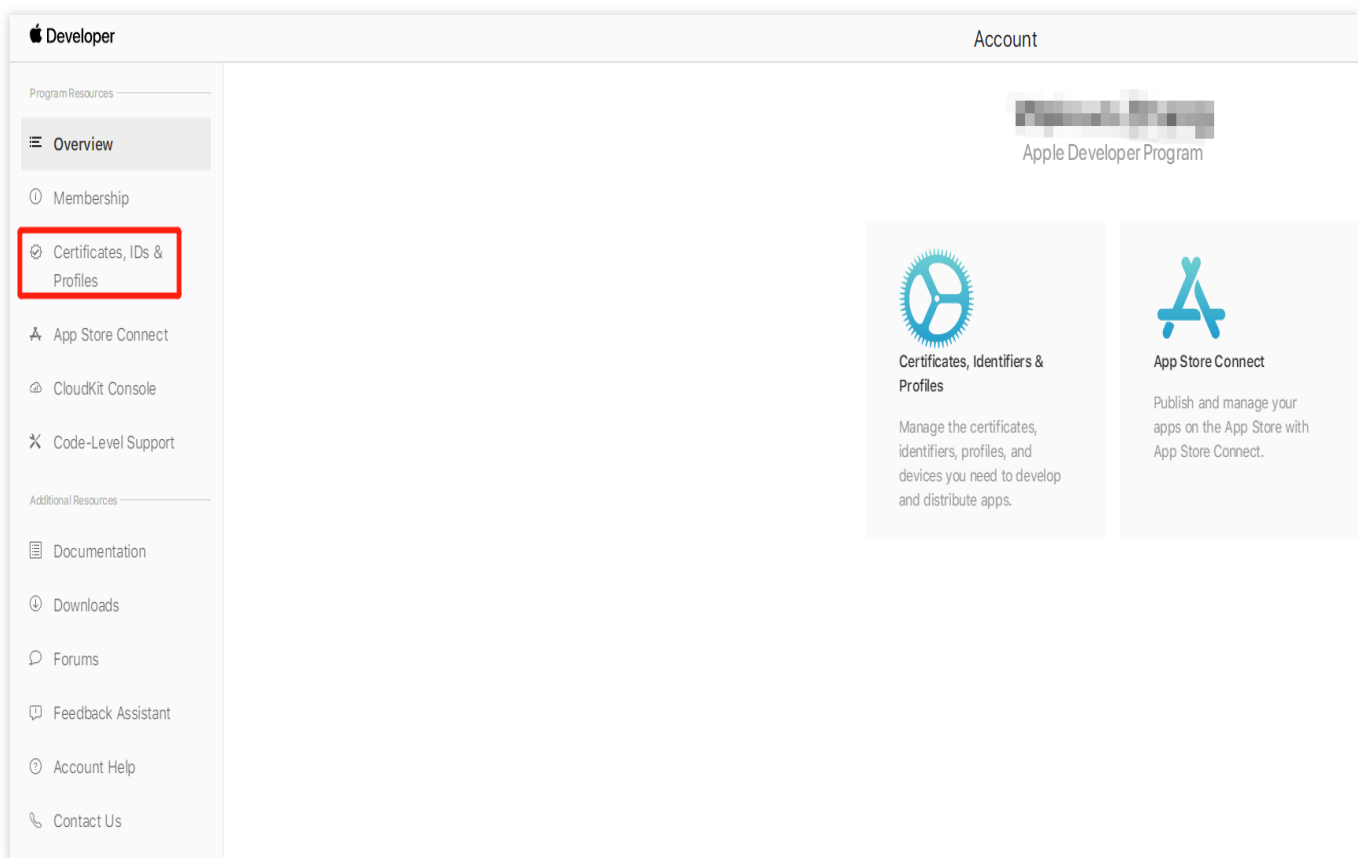 Developer
Account
Program Resources
Overview
Membership
Certificates, IDs &
Profiles
App Store Connect
CloudKit Console
Code-Level Support
Additional Resources
Documentation
Downloads
Forums
Feedback Assistant
Account Help
Contact Us
Apple Developer Program
Certificates, Identifiers &
Profiles
Manage the certificates,
identifiers, profiles, and
devices you need to develop
and distribute apps.
App Store Connect
Publish and manage your
apps on the App Store with
App Store Connect.